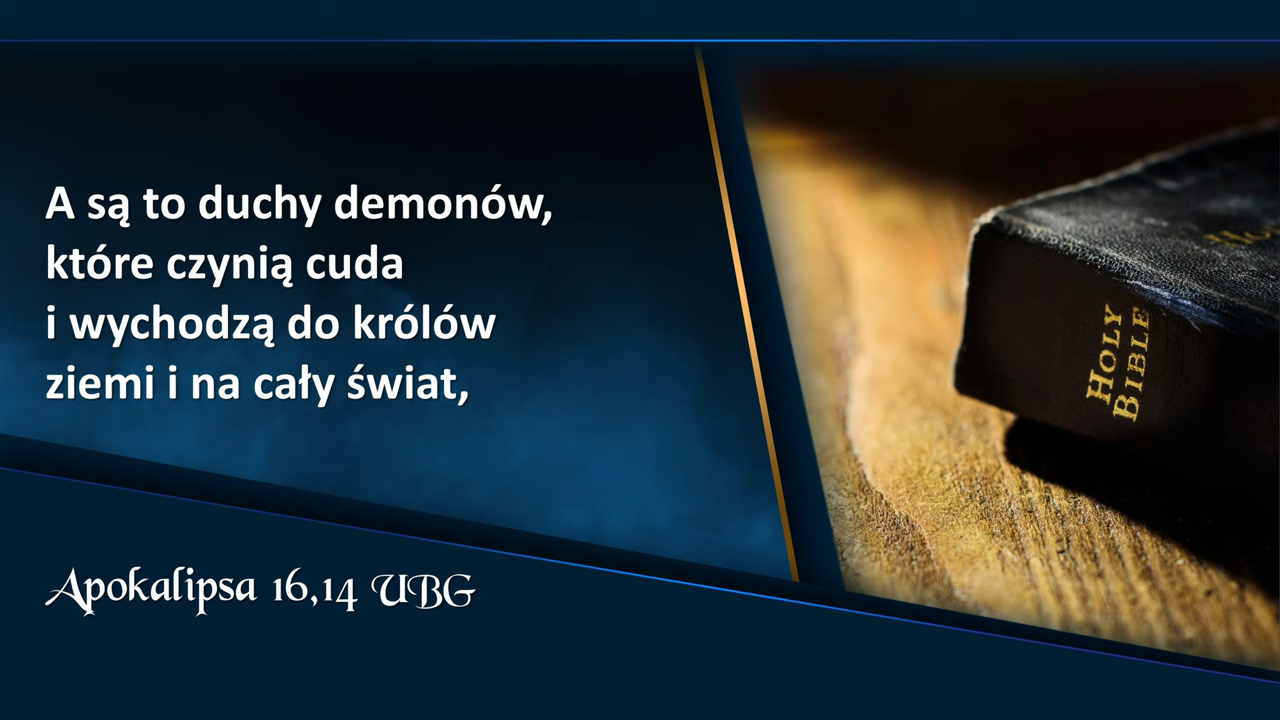 A są to duchy demonów,
które czynią cuda
i wychodzą do królów
ziemi i na cały świat,
Apokalipsa 16,14 UBG
HOLY
BIBLE